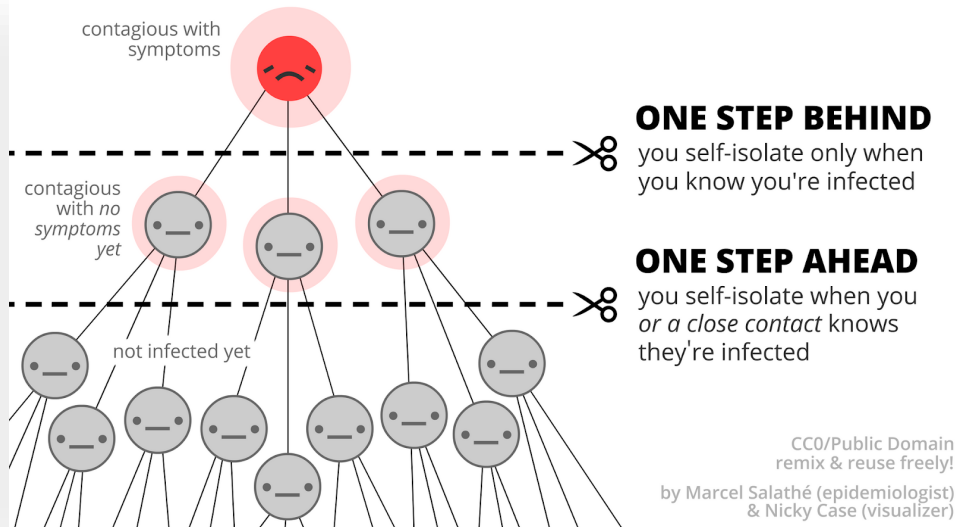 contagious with
symptoms
ONE STEP BEHIND
you self-isolate only when
you know you're infected
contagious
with no
symptoms
yet
ONE STEP AHEAD
you self-isolate when you
or a close contact knows
they're infected
not infected yet
CC0/Public Domain
remix & reuse freely!
by Marcel Salathé (epidemiologist)
& Nicky Case (visualizer)